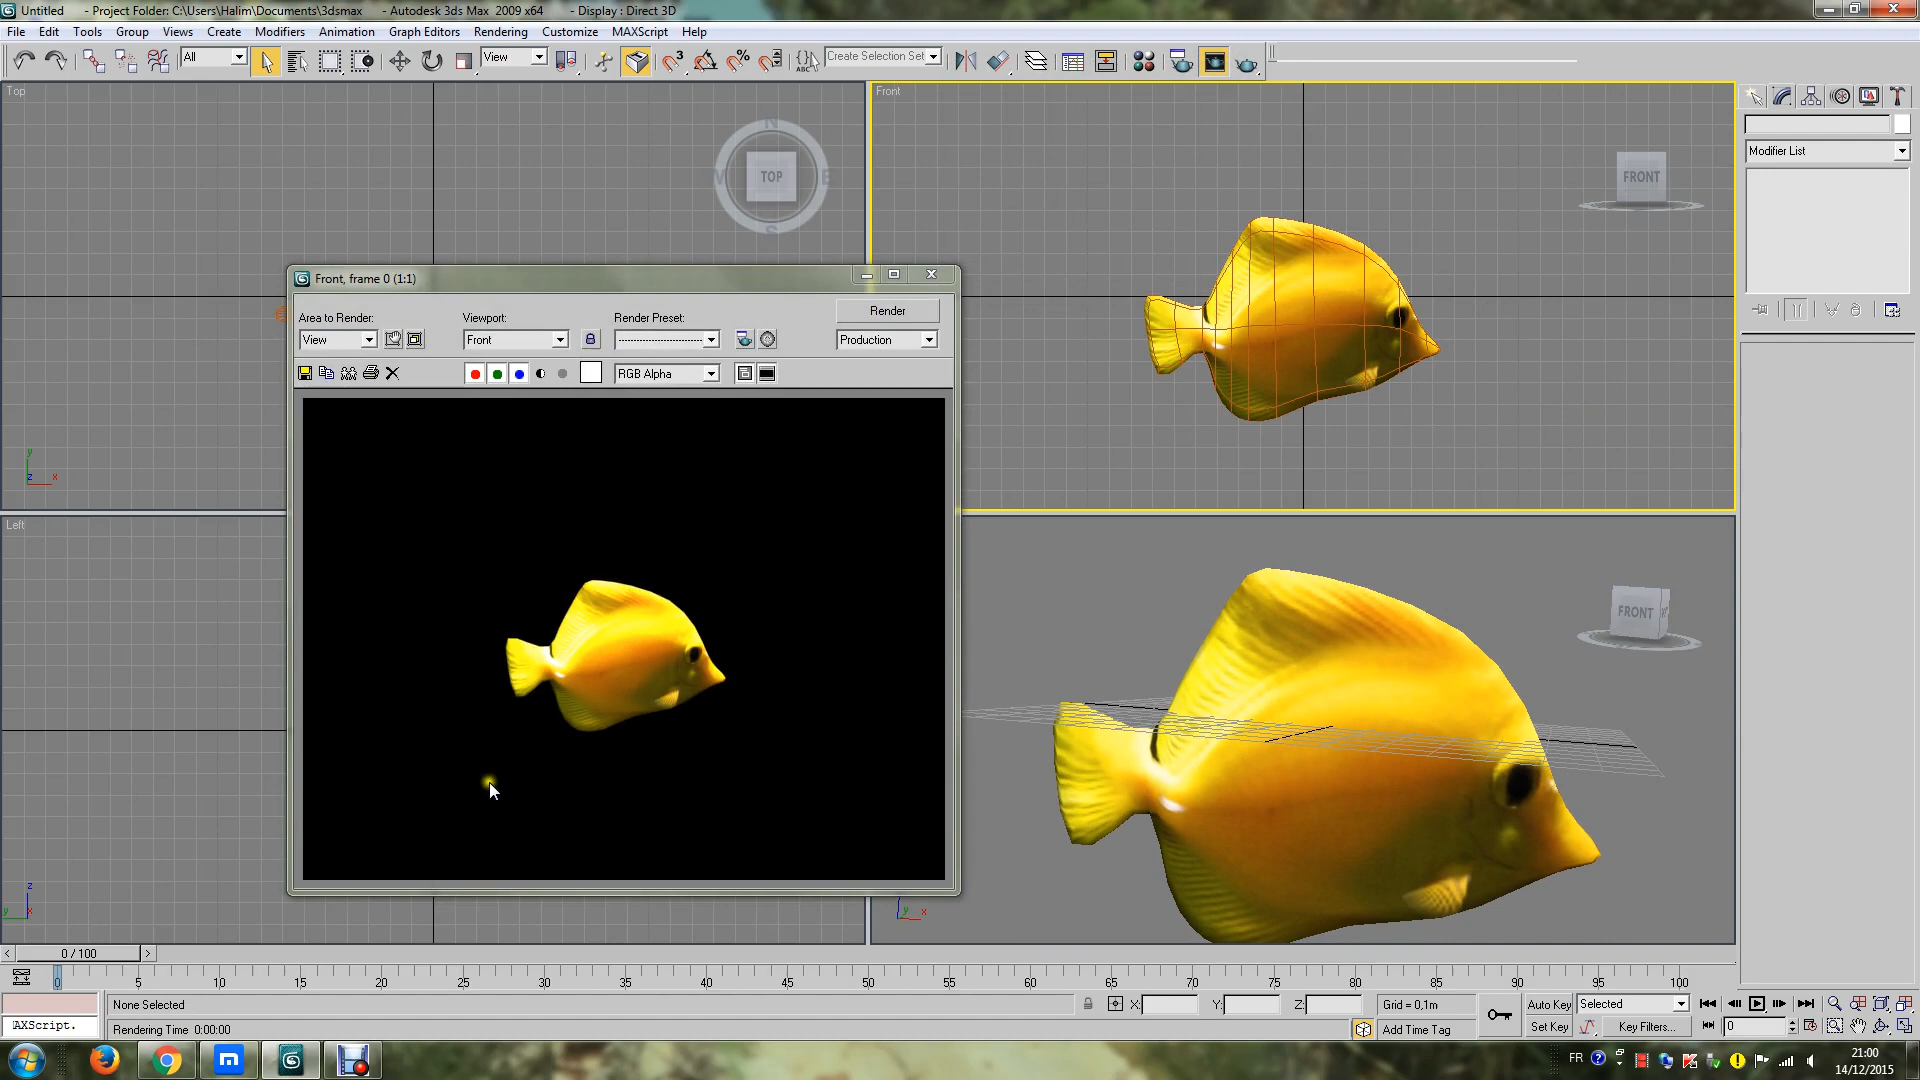 Untitled - Project Folder: C:\Users\Halim\Documents\3dsmax - Autodesk 3ds Max 2009 x64 - Display : Direct 3D
File Edit Tools Group Views Create Modifiers Animation Graph Editors Rendering Customize MAXScript Help
All View Create Selection Set
Top
N
TOP
S
Front
FRONT
Modifier List
Front, frame 0 (1:1)
Area to Render: Viewport: Render Preset: Render
View Front Production
RGB Alpha
y
z x
Left
FRONT
z
y x
y x
0 / 100
0 5 10 15 20 25 30 35 40 45 50 55 60 65 70 75 80 85 90 95 100
None Selected X: Y: Z: Grid = 0,1m Auto Key Selected
AXScript. Rendering Time 0:00:00 Add Time Tag Set Key Key Filters... 0
FR 21:00
14/12/2015